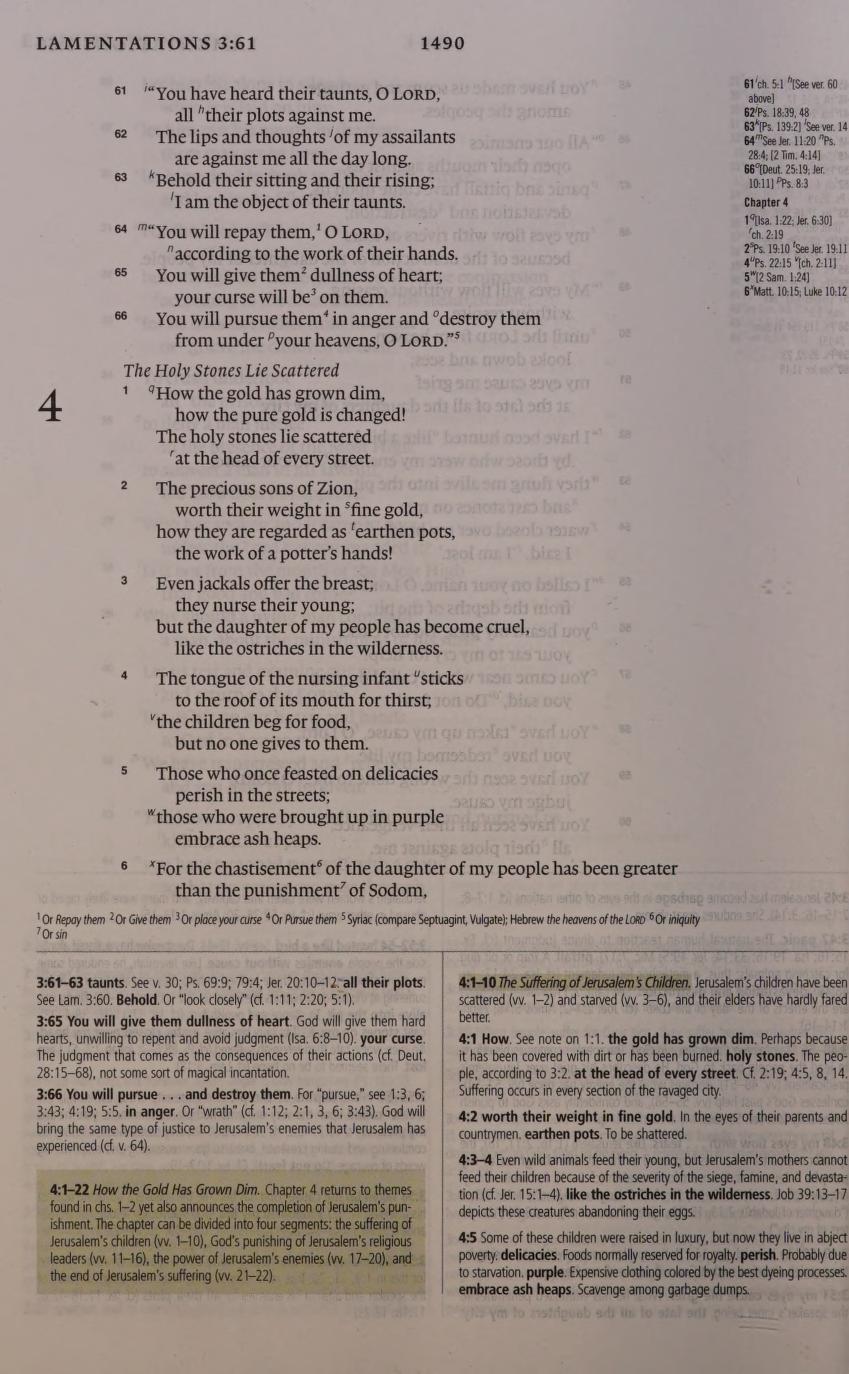 LAMENTATIONS 3:61 1490
61 l“You have heard their taunts, O LORD,
all htheir plots against me.
62 The lips and thoughts jof my assailants
are against me all the day long.
63 kBehold their sitting and their rising;
lI am the object of their taunts.
64 m“You will repay them,1 O LORD,
naccording to the work of their hands.
65 You will give them2 dullness of heart;
your curse will be3 on them.
66 You will pursue them4 in anger and odestroy them
from under pyour heavens, O LORD.”5
The Holy Stones Lie Scattered
4
1 qHow the gold has grown dim,
how the pure gold is changed!
The holy stones lie scattered
rat the head of every street.
2 The precious sons of Zion,
worth their weight in sfine gold,
how they are regarded as tearthen pots,
the work of a potter’s hands!
3 Even jackals offer the breast;
they nurse their young;
but the daughter of my people has become cruel,
like the ostriches in the wilderness.
4 The tongue of the nursing infant usticks
to the roof of its mouth for thirst;
vthe children beg for food,
but no one gives to them.
5 Those who once feasted on delicacies
perish in the streets;
wthose who were brought up in purple
embrace ash heaps.
6 xFor the chastisement6 of the daughter of my people has been greater
than the punishment7 of Sodom,
61 ch. 5:1 h[See ver. 60
above]
62 jPs. 18:39, 48
63 k[Ps. 139:2] lSee ver. 14
64 mSee Jer. 11:20 nPs.
28:4; [2 Tim. 4:14]
66 o[Deut. 25:19; Jer.
10:11] pPs. 8:3
Chapter 4
1 q[Isa. 1:22; Jer. 6:30]
rch. 2:19
2 sPs. 19:10 tSee Jer. 19:11
4 uPs. 22:15 v[ch. 2:11]
5 w[2 Sam. 1:24]
6 xMatt. 10:15; Luke 10:12
1 Or Repay them 2 Or Give them 3 Or place your curse 4 Or Pursue them 5 Syriac (compare Septuagint, Vulgate); Hebrew the heavens of the LORD 6 Or iniquity
7 Or sin
3:61–63 taunts. See v. 30; Ps. 69:9; 79:4; Jer. 20:10–12. all their plots.
See Lam. 3:60. Behold. Or “look closely” (cf. 1:11; 2:20; 5:1).
3:65 You will give them dullness of heart. God will give them hard
hearts, unwilling to repent and avoid judgment (Isa. 6:8–10). your curse.
The judgment that comes as the consequences of their actions (cf. Deut.
28:15–68), not some sort of magical incantation.
3:66 You will pursue . . . and destroy them. For “pursue,” see 1:3, 6;
3:43; 4:19; 5:5. in anger. Or “wrath” (cf. 1:12; 2:1, 3, 6; 3:43). God will
bring the same type of justice to Jerusalem’s enemies that Jerusalem has
experienced (cf. v. 64).
4:1–22 How the Gold Has Grown Dim. Chapter 4 returns to themes
found in chs. 1–2 yet also announces the completion of Jerusalem’s pun-
ishment. The chapter can be divided into four segments: the suffering of
Jerusalem’s children (vv. 1–10), God’s punishing of Jerusalem’s religious
leaders (vv. 11–16), the power of Jerusalem’s enemies (vv. 17–20), and
the end of Jerusalem’s suffering (vv. 21–22).
4:1–10 The Suffering of Jerusalem’s Children. Jerusalem’s children have been
scattered (vv. 1–2) and starved (vv. 3–6), and their elders have hardly fared
better.
4:1 How. See note on 1:1. the gold has grown dim. Perhaps because
it has been covered with dirt or has been burned. holy stones. The peo-
ple, according to 3:2. at the head of every street. Cf. 2:19; 4:5, 8, 14.
Suffering occurs in every section of the ravaged city.
4:2 worth their weight in fine gold. In the eyes of their parents and
countrymen. earthen pots. To be shattered.
4:3–4 Even wild animals feed their young, but Jerusalem’s mothers cannot
feed their children because of the severity of the siege, famine, and devasta-
tion (cf. Jer. 15:1–4). like the ostriches in the wilderness. Job 39:13–17
depicts these creatures abandoning their eggs.
4:5 Some of these children were raised in luxury, but now they live in abject
poverty. delicacies. Foods normally reserved for royalty. perish. Probably due
to starvation. purple. Expensive clothing colored by the best dyeing processes.
embrace ash heaps. Scavenge among garbage dumps.